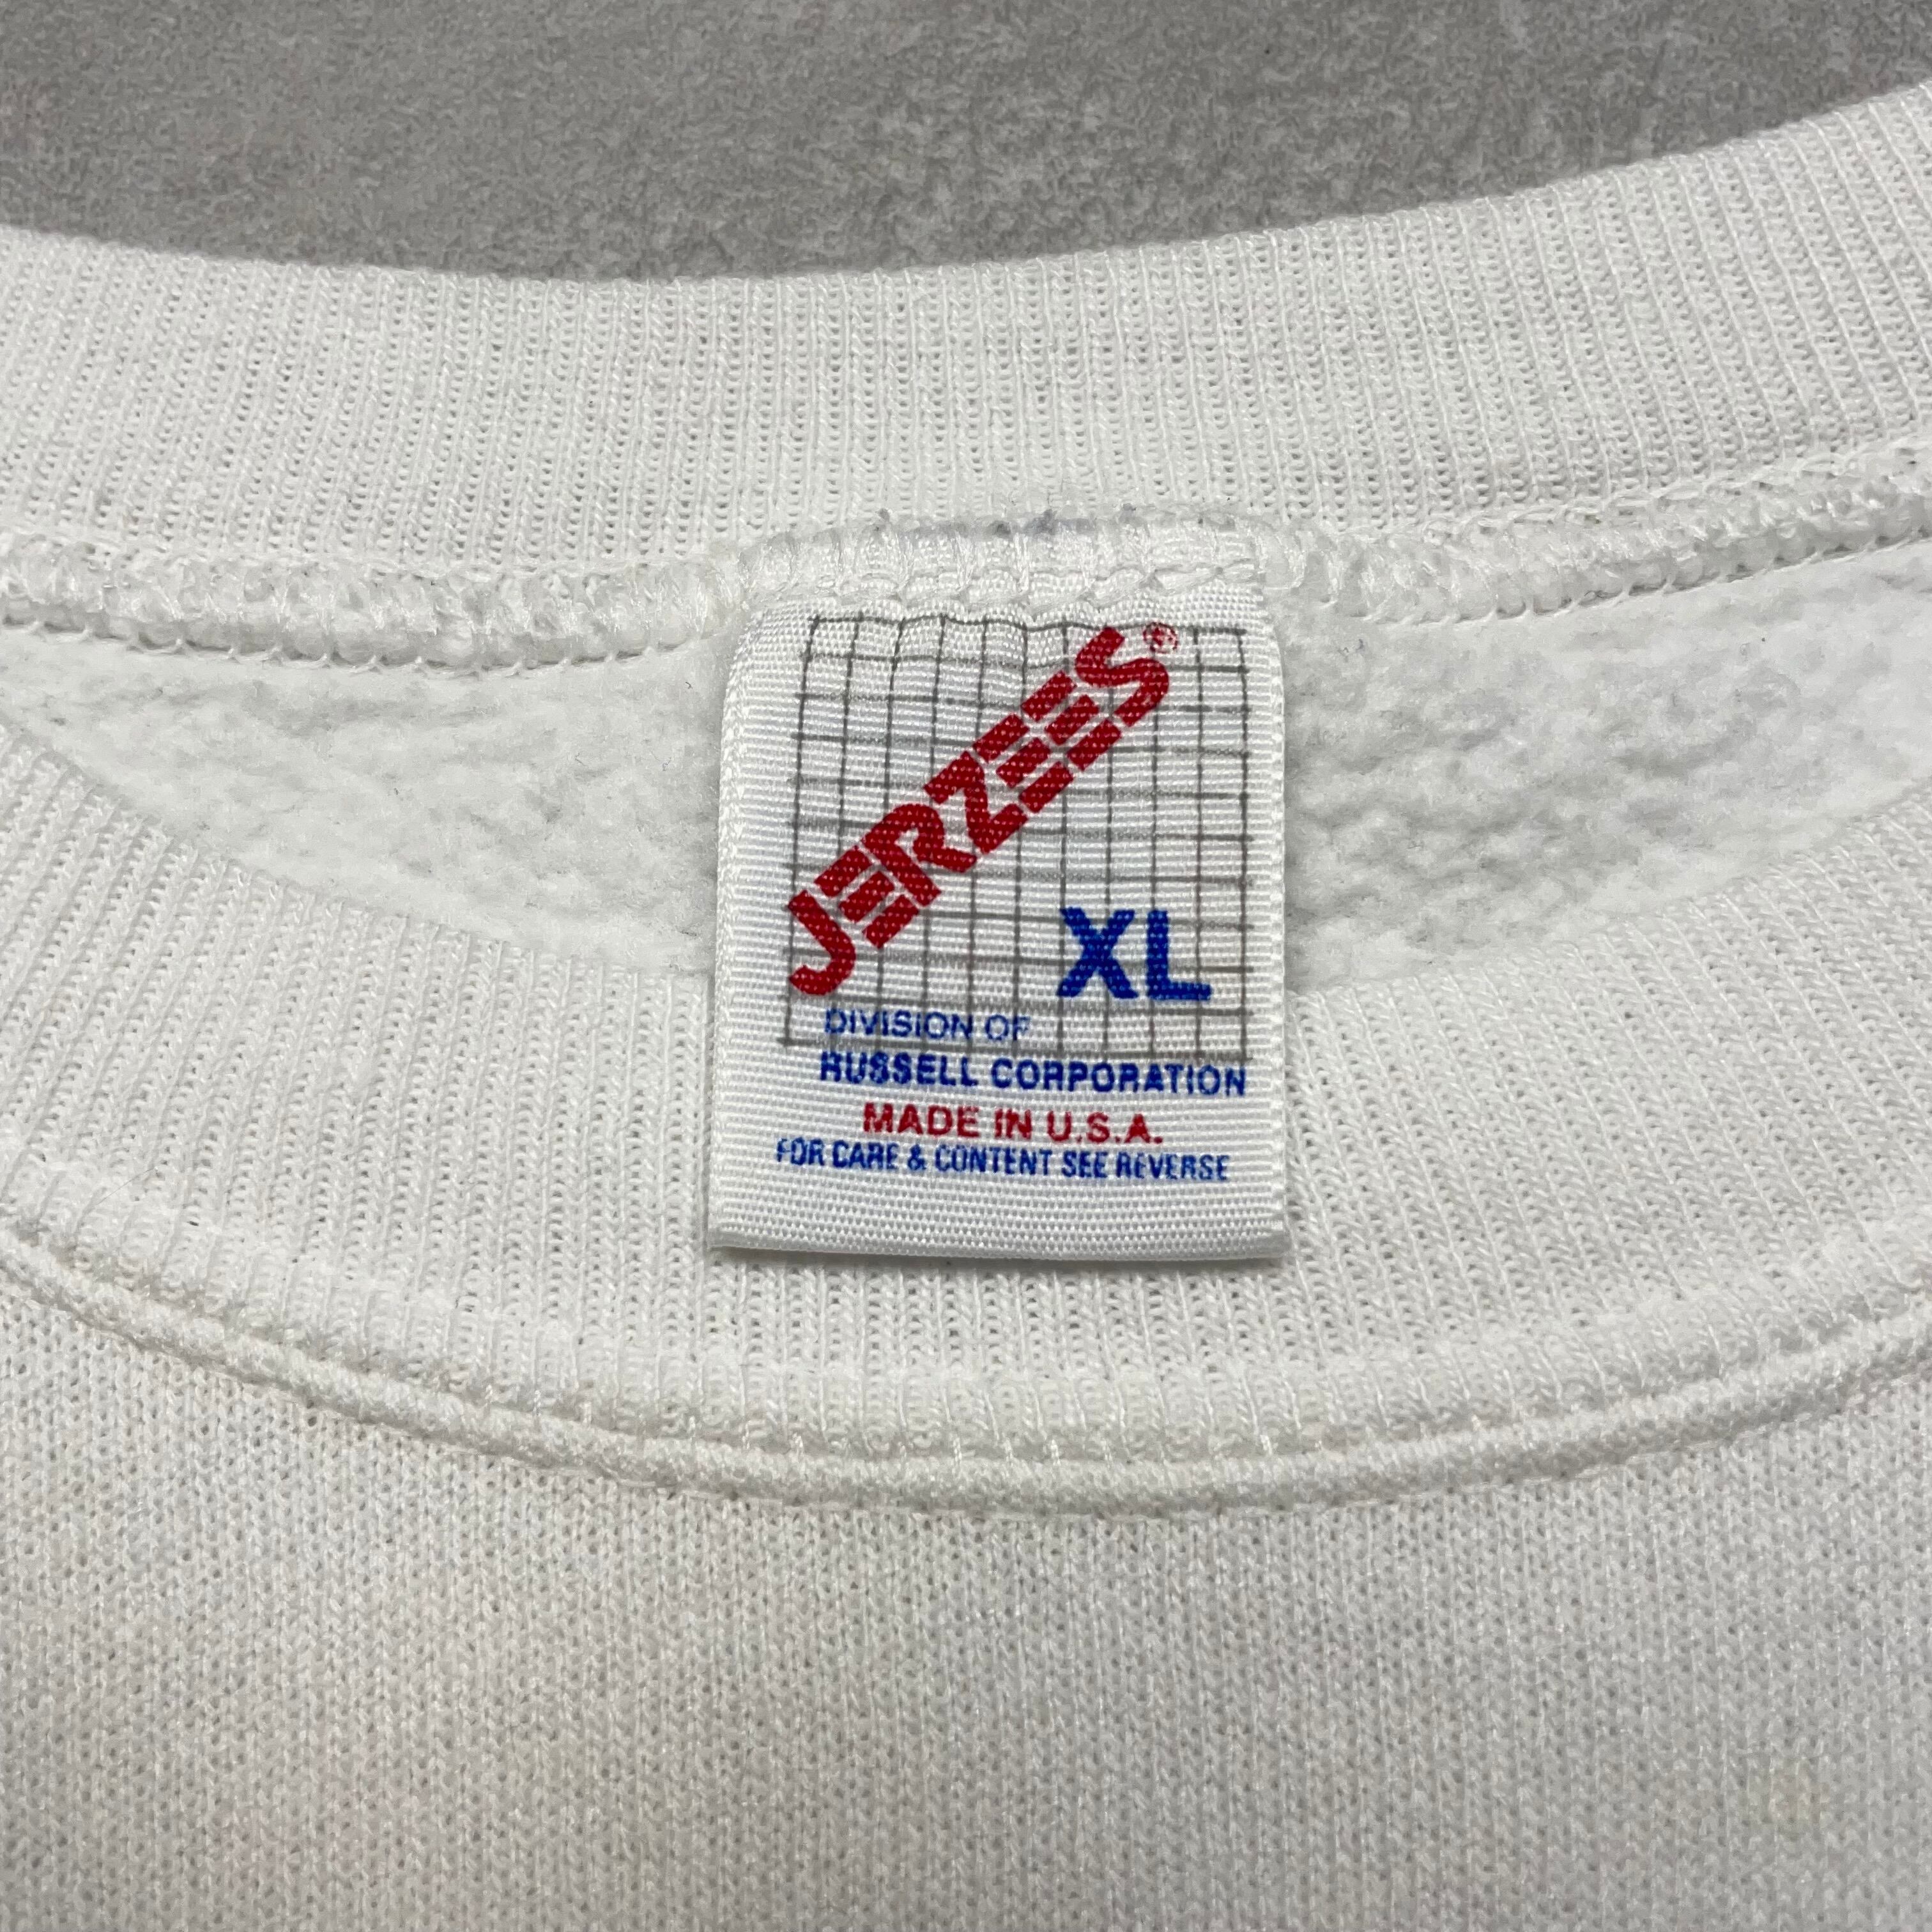 JERZEES®
XL
DIVISION OF
RUSSELL CORPORATION
MADE IN U.S.A.
FOR CARE & CONTENT SEE REVERSE